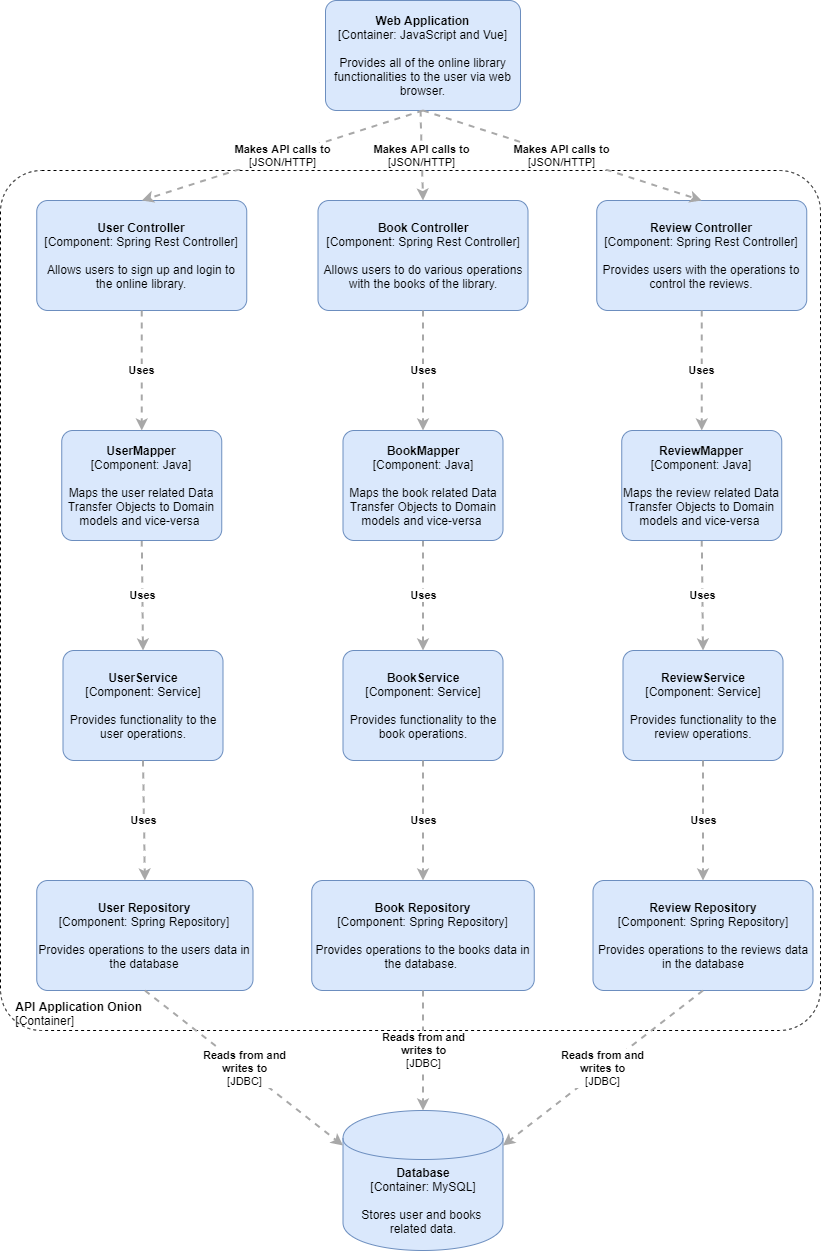 Web Application
[Container: JavaScript and Vue]
Provides all of the online library
functionalities to the user via web
browser.
Makes API calls to
[JSON/HTTP]
Makes API calls to
[JSON/HTTP]
Makes API calls to
[JSON/HTTP]
User Controller
[Component: Spring Rest Controller]
Allows users to sign up and login to
the online library.
Book Controller
[Component: Spring Rest Controller]
Allows users to do various operations
with the books of the library.
Review Controller
[Component: Spring Rest Controller]
Provides users with the operations to
control the reviews.
Uses
Uses
Uses
UserMapper
[Component: Java]
Maps the user related Data
Transfer Objects to Domain
models and vice-versa
BookMapper
[Component: Java]
Maps the book related Data
Transfer Objects to Domain
models and vice-versa
ReviewMapper
[Component: Java]
Maps the review related Data
Transfer Objects to Domain
models and vice-versa
Uses
Uses
Uses
UserService
[Component: Service]
Provides functionality to the
user operations.
BookService
[Component: Service]
Provides functionality to the
book operations.
ReviewService
[Component: Service]
Provides functionality to the
review operations.
Uses
Uses
Uses
User Repository
[Component: Spring Repository]
Provides operations to the users data in
the database
Book Repository
[Component: Spring Repository]
Provides operations to the books data in
the database.
Review Repository
[Component: Spring Repository]
Provides operations to the reviews data
in the database
API Application Onion
[Container]
Reads from and
writes to
[JDBC]
Reads from and
writes to
[JDBC]
Reads from and
writes to
[JDBC]
Database
[Container: MySQL]
Stores user and books
related data.